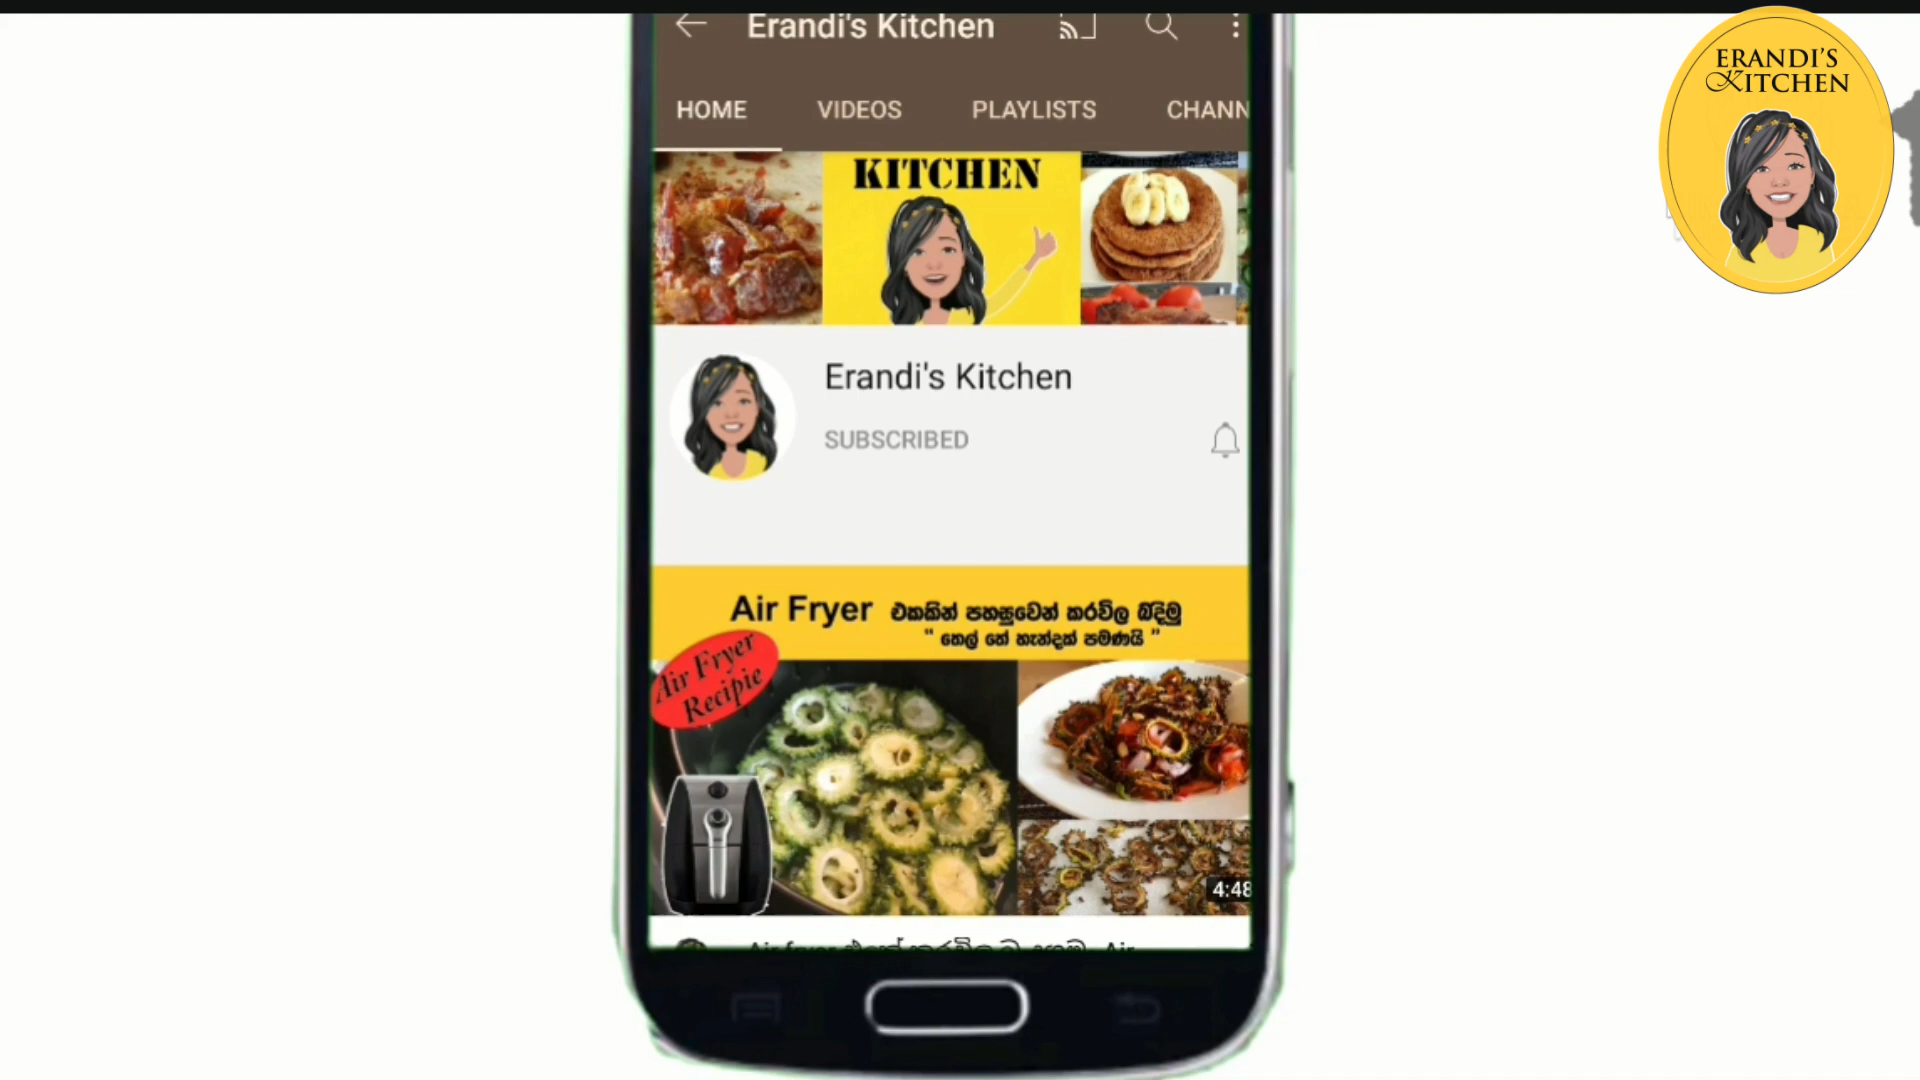 Erandi's Kitchen
ERANDI'S
KITCHEN
HOME VIDEOS PLAYLISTS CHANN
KITCHEN
Erandi's Kitchen
SUBSCRIBED
Air Fryer එකකින් පහසුවෙන් කරවිල බදිමු
" තෙල් තේ හැන්දක් පමණයි "
Air Fryer
Recipie
4:48